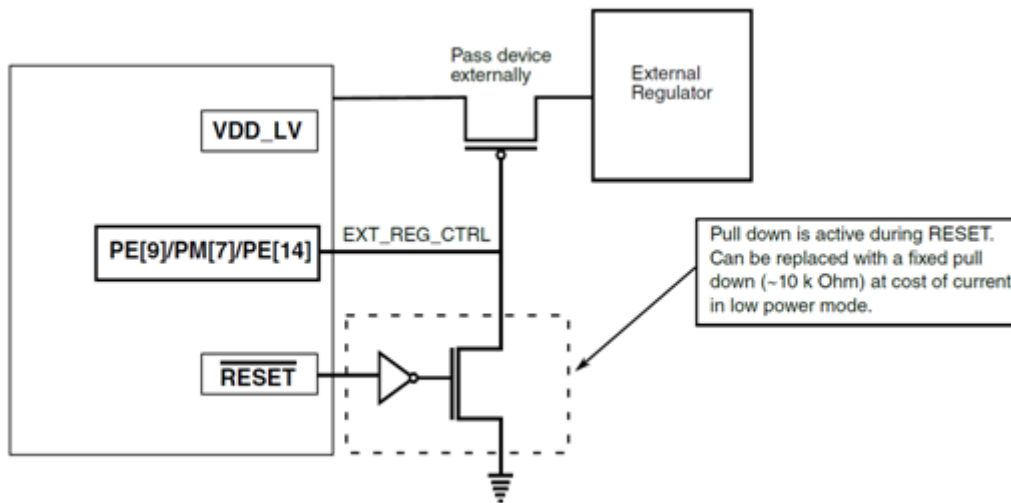 Pass device
externally
External
Regulator
VDD_LV
PE[9]/PM[7]/PE[14]
EXT_REG_CTRL
Pull down is active during RESET.
Can be replaced with a fixed pull
down (~10 k Ohm) at cost of current
in low power mode.
RESET